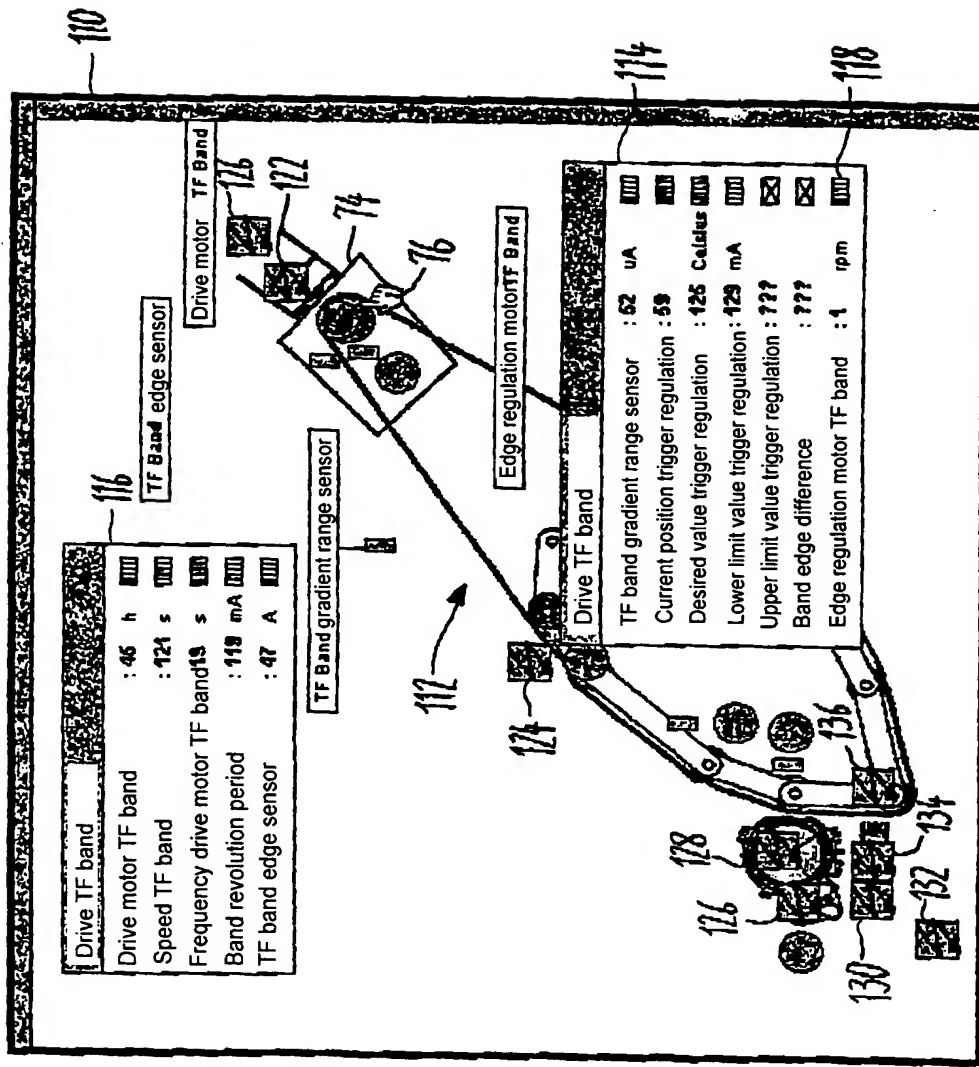 110
Drive TF band
116
Drive motor TF band : 46 h
Speed TF band : 121 s
Frequency drive motor TF band 19 s
Band revolution period : 119 mA
TF band edge sensor : 47 A
TF Band edge sensor
TF Band gradient range sensor
Drive motor TF Band
126
122
74
76
Edge regulation motor TF Band
112
124
Drive TF band
114
TF band gradient range sensor : 52 uA
Current position trigger regulation : 59
Desired value trigger regulation : 125 Celsius
Lower limit value trigger regulation : 129 mA
Upper limit value trigger regulation : ???
Band edge difference : ???
Edge regulation motor TF band : 1 rpm
118
128
126
136
130
134
132